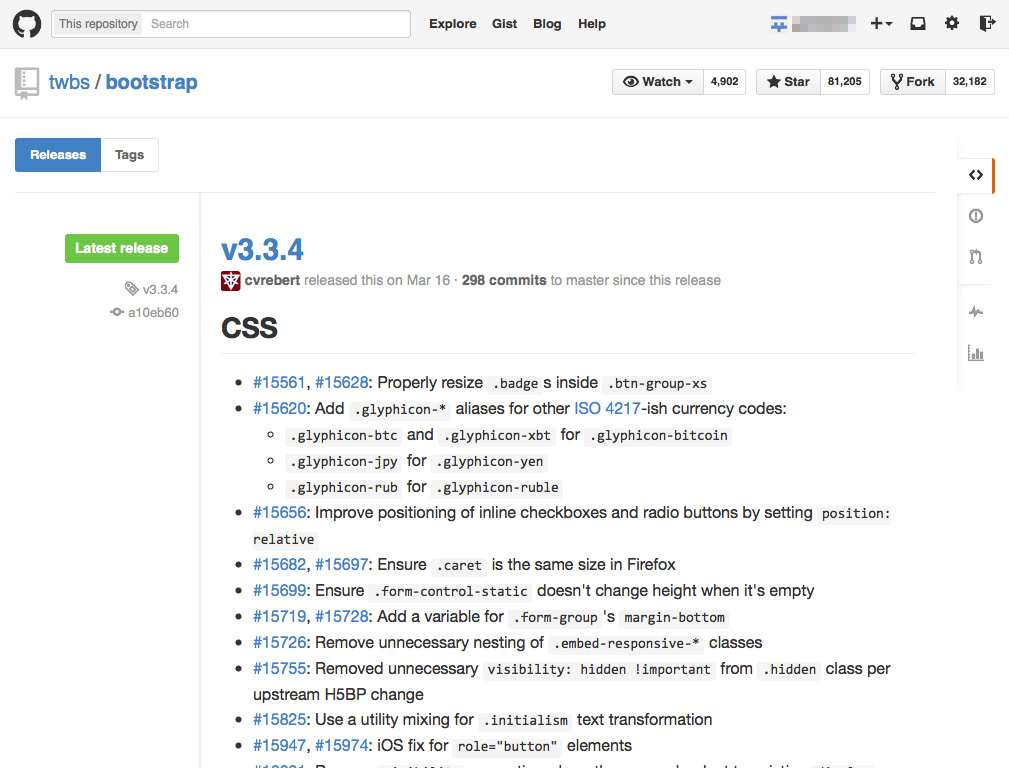 This repository Search Explore Gist Blog Help
twbs / bootstrap Watch 4,902 Star 81,205 Fork 32,182
Releases Tags
Latest release
v3.3.4
a10eb60
v3.3.4
cvrebert released this on Mar 16 · 298 commits to master since this release
CSS
#15561, #15628: Properly resize .badge s inside .btn-group-xs
#15620: Add .glyphicon-* aliases for other ISO 4217-ish currency codes:
.glyphicon-btc and .glyphicon-xbt for .glyphicon-bitcoin
.glyphicon-jpy for .glyphicon-yen
.glyphicon-rub for .glyphicon-ruble
#15656: Improve positioning of inline checkboxes and radio buttons by setting position:
relative
#15682, #15697: Ensure .caret is the same size in Firefox
#15699: Ensure .form-control-static doesn't change height when it's empty
#15719, #15728: Add a variable for .form-group 's margin-bottom
#15726: Remove unnecessary nesting of .embed-responsive-* classes
#15755: Removed unnecessary visibility: hidden !important from .hidden class per
upstream H5BP change
#15825: Use a utility mixing for .initialism text transformation
#15947, #15974: iOS fix for role="button" elements